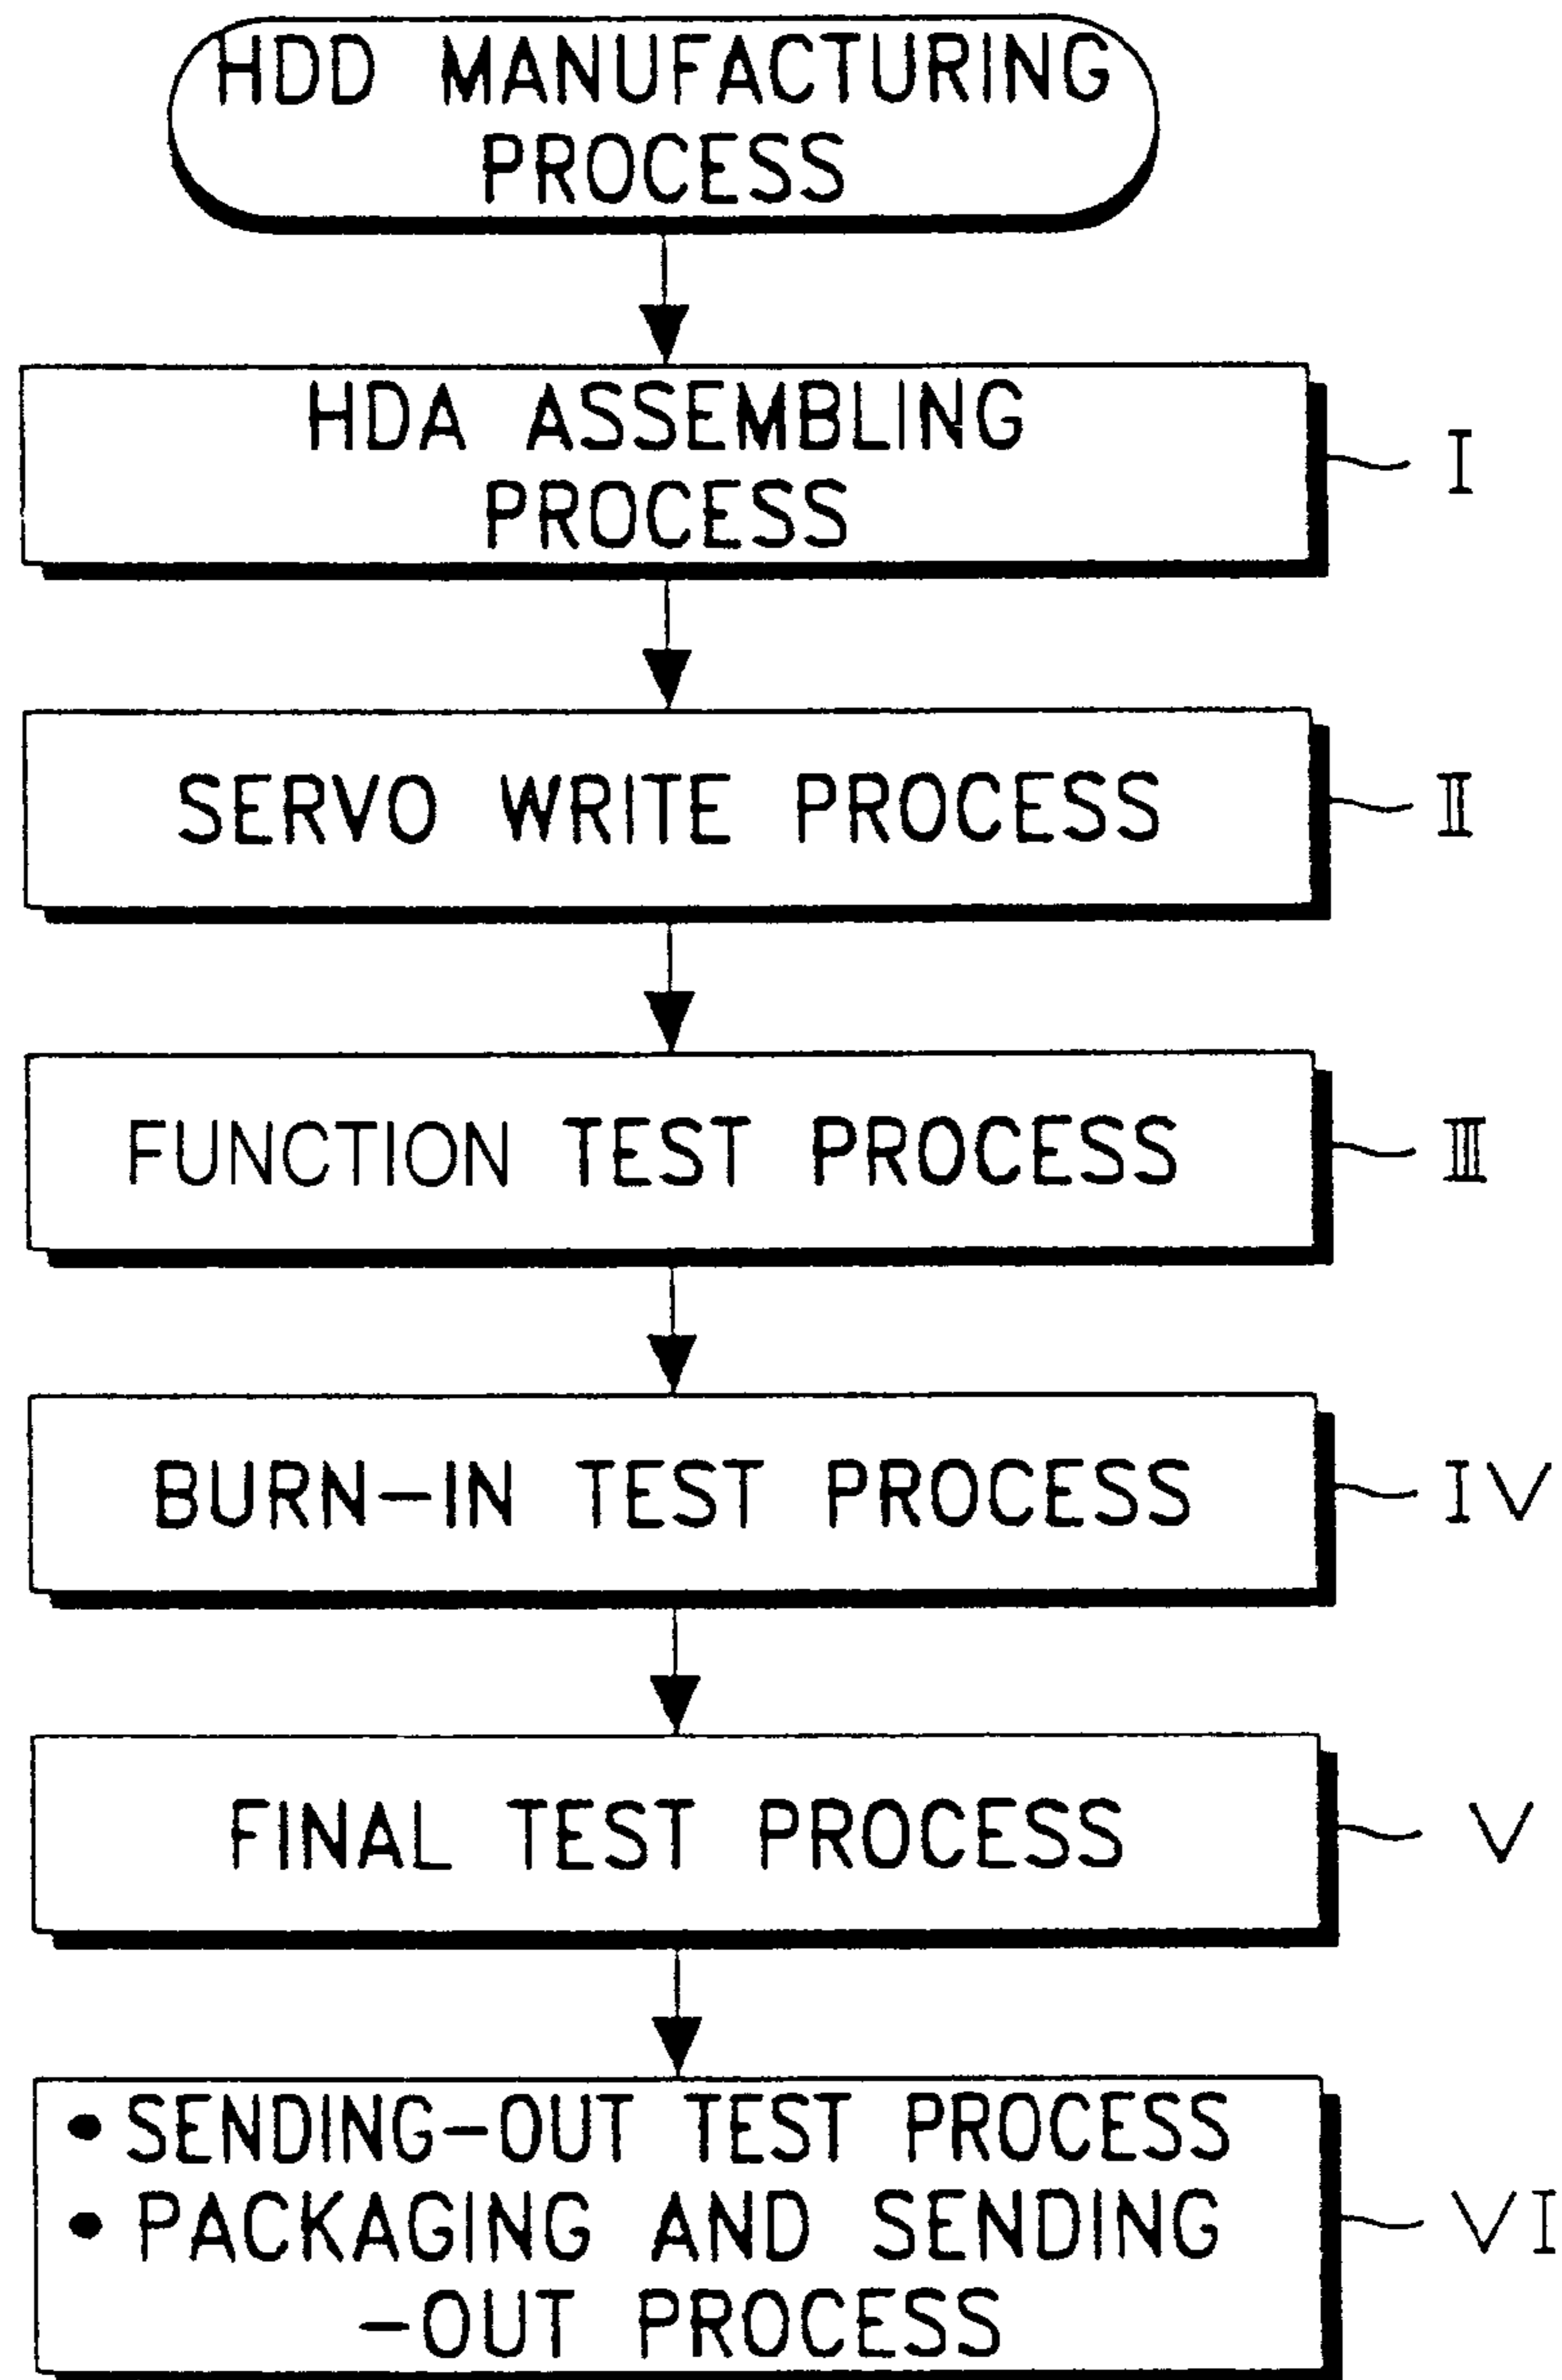 HDD MANUFACTURING
PROCESS
HDA ASSEMBLING
PROCESS
I
SERVO WRITE PROCESS
II
FUNCTION TEST PROCESS
III
BURN-IN TEST PROCESS
IV
FINAL TEST PROCESS
V
• SENDING-OUT TEST PROCESS
• PACKAGING AND SENDING
-OUT PROCESS
VI